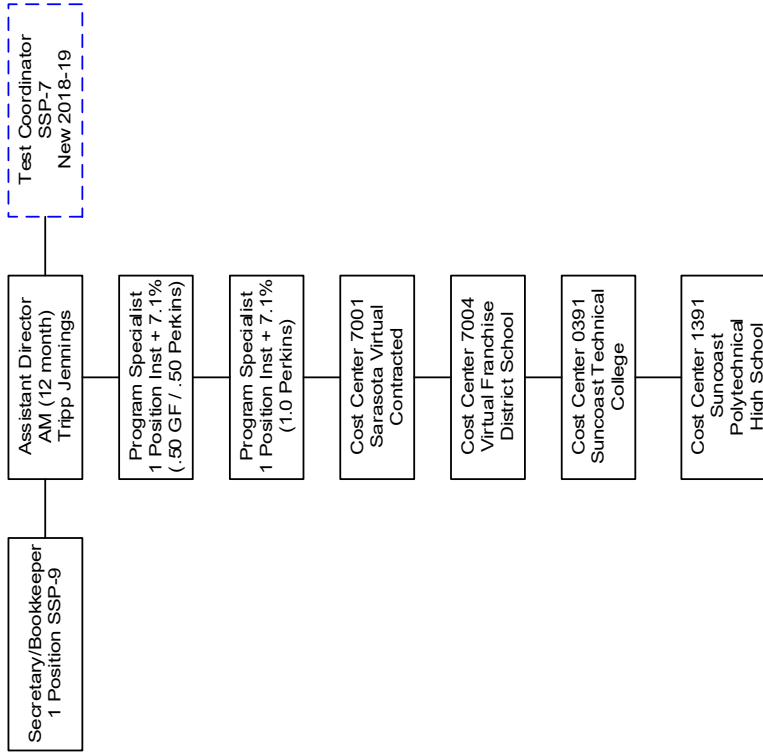 Secretary/Bookkeeper
1 Position SSP-9
Assistant Director
AM (12 month)
Tripp Jennings
Test Coordinator
SSP-7
New 2018-19
Program Specialist
1 Position Inst + 7.1%
(.50 GF / .50 Perkins)
Program Specialist
1 Position Inst + 7.1%
(1.0 Perkins)
Cost Center 7001
Sarasota Virtual
Contracted
Cost Center 7004
Virtual Franchise
District School
Cost Center 0391
Suncoast Technical
College
Cost Center 1391
Suncoast
Polytechnical
High School